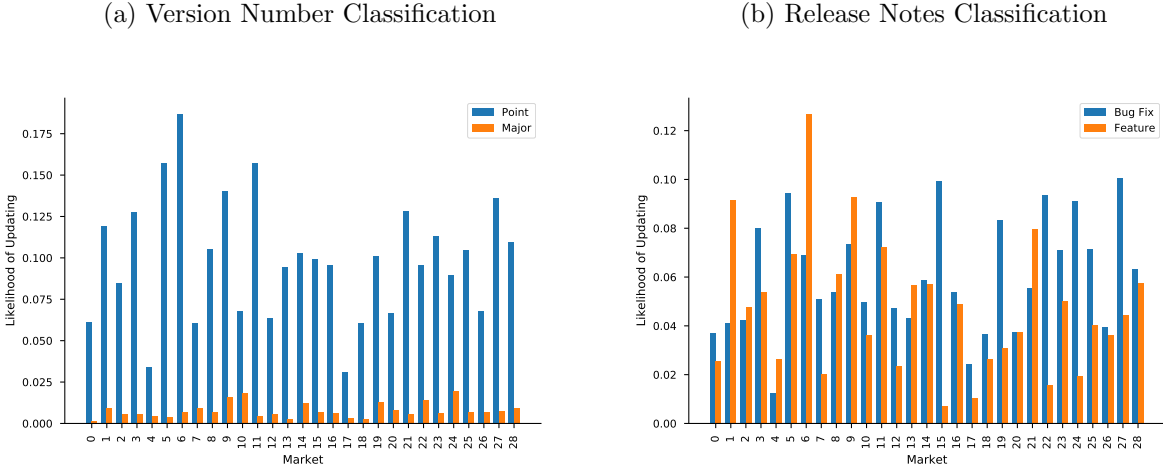 (a) Version Number Classification
(b) Release Notes Classification
Likelihood of Updating
0.175
0.150
0.125
0.100
0.075
0.050
0.025
0.000
Point
Major
0 1 2 3 4 5 6 7 8 9 10 11 12 13 14 15 16 17 18 19 20 21 22 23 24 25 26 27 28
Market
Likelihood of Updating
0.12
0.10
0.08
0.06
0.04
0.02
0.00
Bug Fix
Feature
0 1 2 3 4 5 6 7 8 9 10 11 12 13 14 15 16 17 18 19 20 21 22 23 24 25 26 27 28
Market